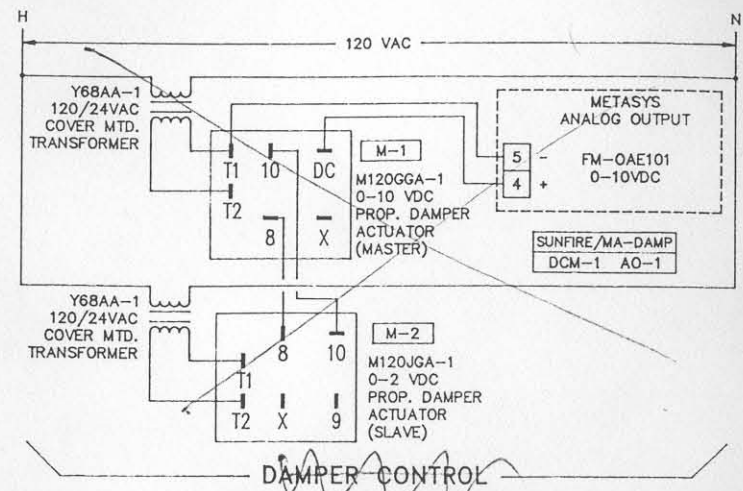 H
N
120 VAC
Y68AA-1
120/24VAC
COVER MTD.
TRANSFORMER
T1 10 DC
T2
8 X
M-1
M120GGA-1
0-10 VDC
PROP. DAMPER
ACTUATOR
(MASTER)
METASYS
ANALOG OUTPUT
5 -
4 +
FM-OAE101
0-10VDC
SUNFIRE/MA-DAMP
DCM-1 AO-1
Y68AA-1
120/24VAC
COVER MTD.
TRANSFORMER
8 10
T1
T2 X 9
M-2
M120JGA-1
0-2 VDC
PROP. DAMPER
ACTUATOR
(SLAVE)
DAMPER CONTROL